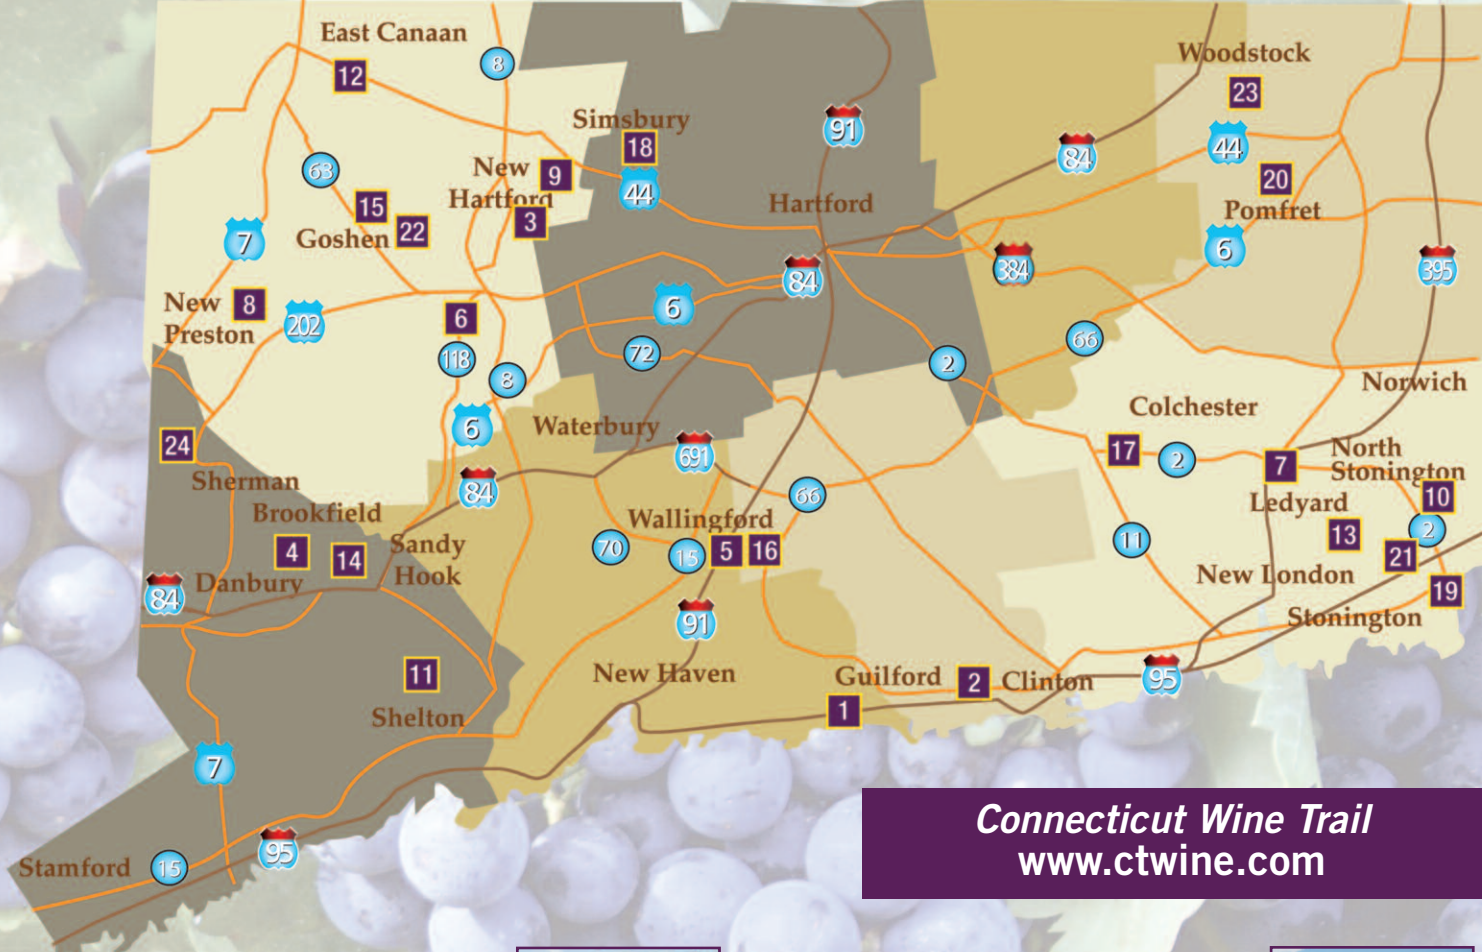 East Canaan
12
8
Woodstock
23
Simsbury
18
91
84
44
63
New
Hartford
9
44
20
15
Goshen
22
3
Hartford
Pomfret
7
6
84
384
395
New
Preston
8
202
6
6
118
72
66
8
2
Norwich
6
Waterbury
Colchester
24
691
17
2
7
North
Stonington
Sherman
84
66
10
Brookfield
Wallingford
Ledyard
4
14
Sandy
Hook
70
15
5
16
11
13
2
21
Danbury
84
New London
19
91
Stonington
11
New Haven
Guilford
2
Clinton
95
Shelton
1
7
Connecticut Wine Trail
www.ctwine.com
95
Stamford
15